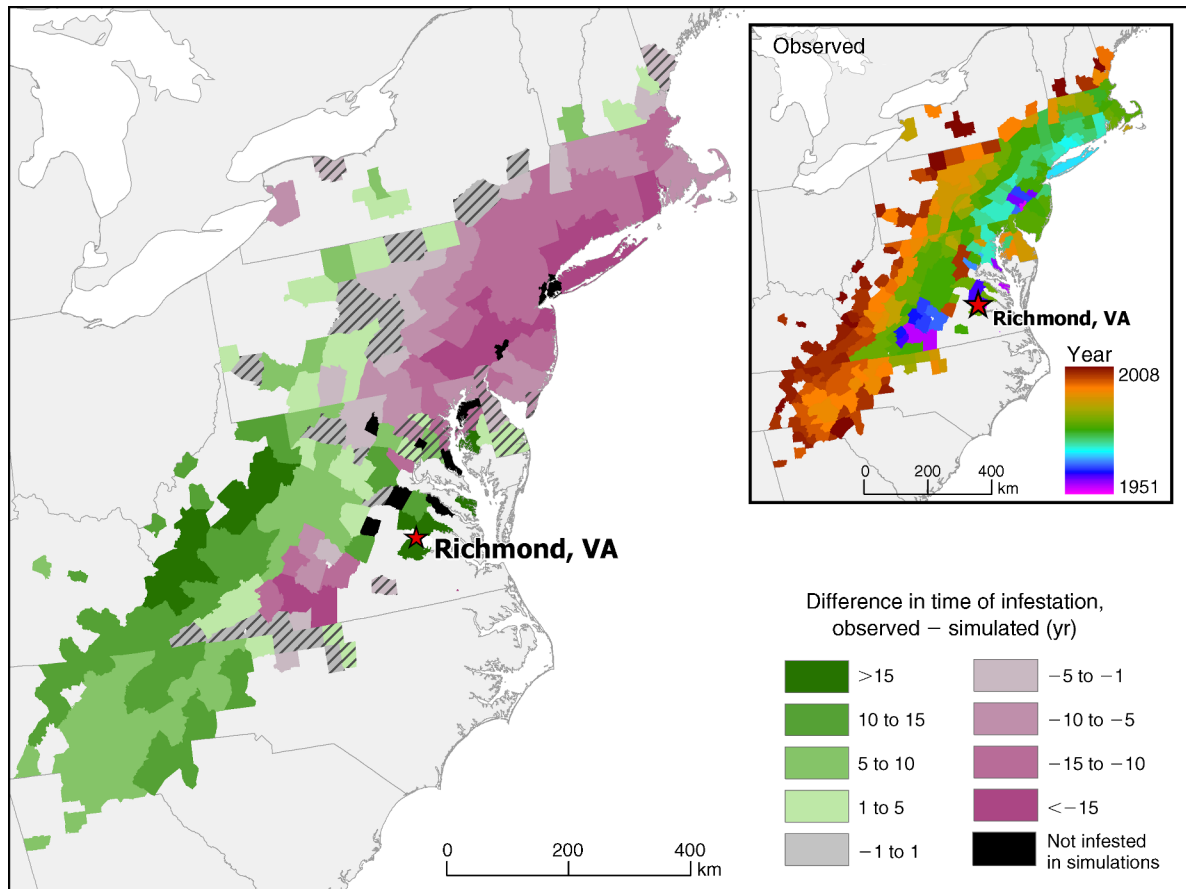 Observed
Richmond, VA
Year
2008
1951
0 200 400
km
Richmond, VA
Difference in time of infestation,
observed − simulated (yr)
>15
10 to 15
5 to 10
1 to 5
−1 to 1
−5 to −1
−10 to −5
−15 to −10
<−15
Not infested
in simulations
0 200 400
km